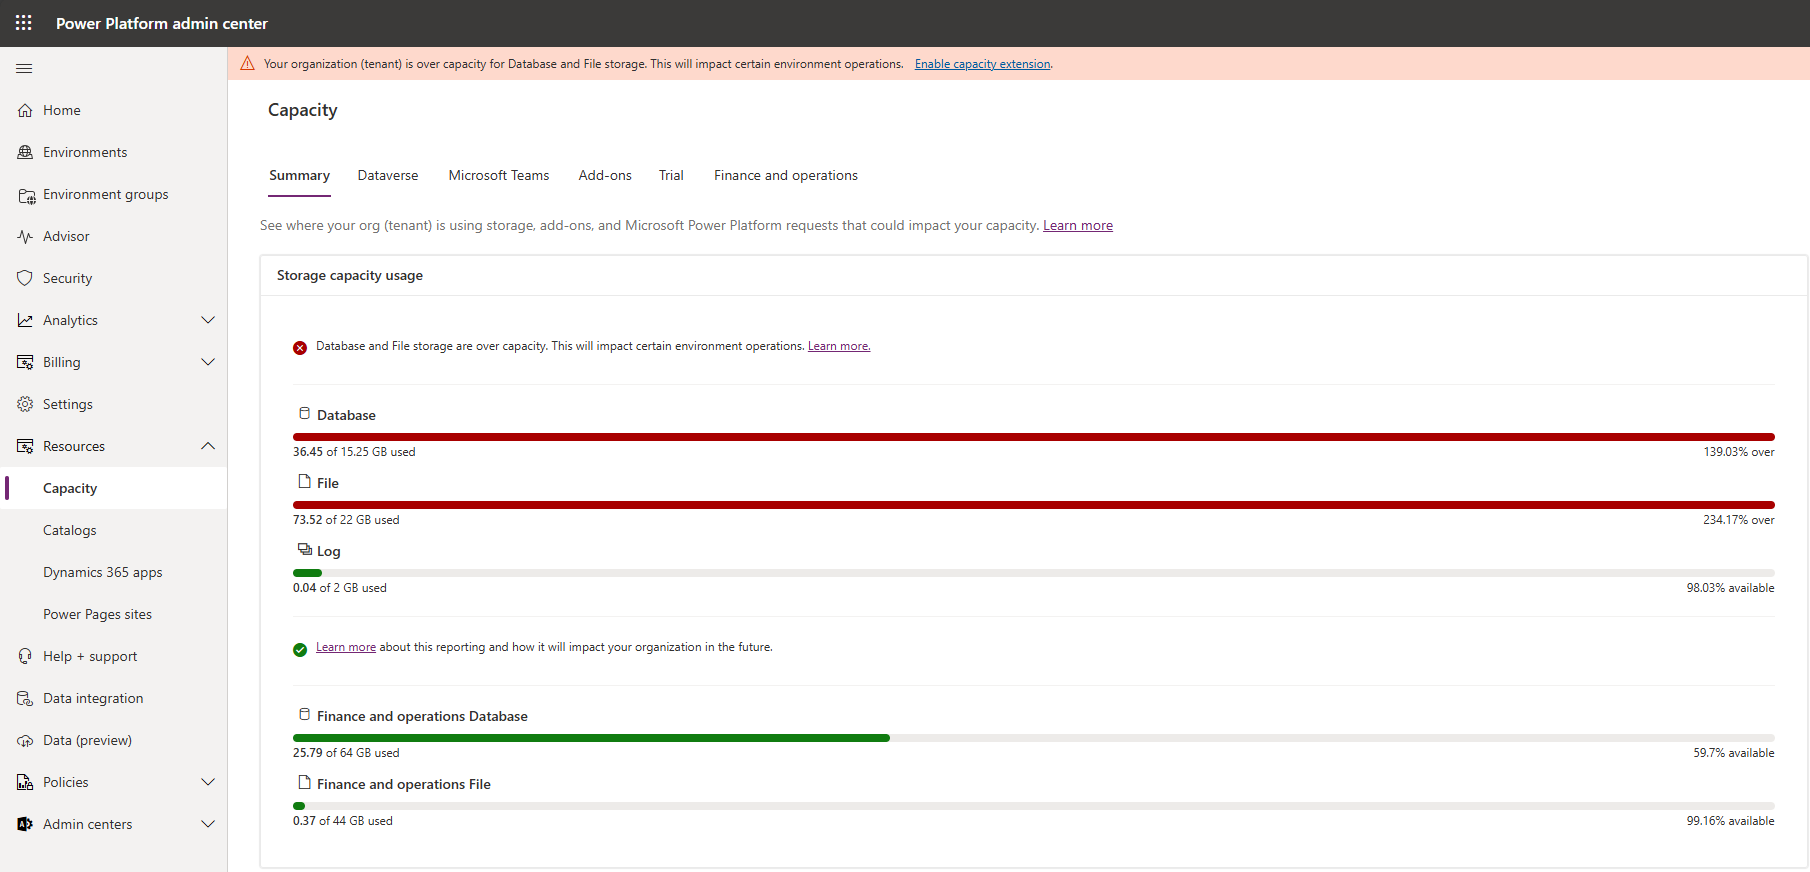 Power Platform admin center
Your organization (tenant) is over capacity for Database and File storage. This will impact certain environment operations. Enable capacity extension.
Home
Environments
Environment groups
Advisor
Security
Analytics
Billing
Settings
Resources
Capacity
Catalogs
Dynamics 365 apps
Power Pages sites
Help + support
Data integration
Data (preview)
Policies
Admin centers
Capacity
Summary Dataverse Microsoft Teams Add-ons Trial Finance and operations
See where your org (tenant) is using storage, add-ons, and Microsoft Power Platform requests that could impact your capacity. Learn more
Storage capacity usage
Database and File storage are over capacity. This will impact certain environment operations. Learn more.
Database
36.45 of 15.25 GB used 139.03% over
File
73.52 of 22 GB used 234.17% over
Log
0.04 of 2 GB used 98.03% available
Learn more about this reporting and how it will impact your organization in the future.
Finance and operations Database
25.79 of 64 GB used 59.7% available
Finance and operations File
0.37 of 44 GB used 99.16% available